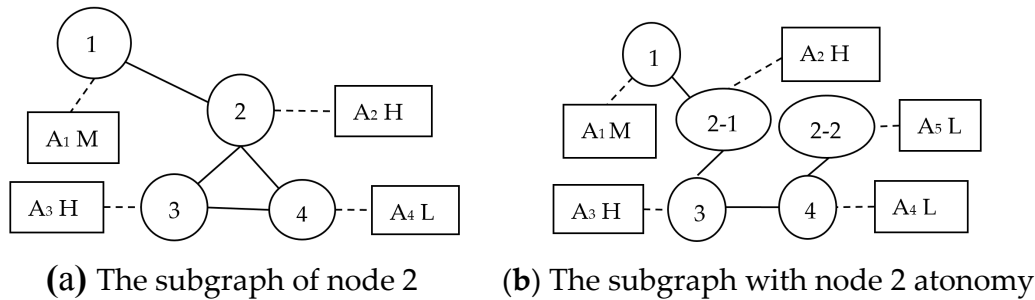 1
2
A₂ H
A₁ M
A₃ H
3
4
A₄ L
(a) The subgraph of node 2
1
A₂ H
A₁ M
2-1
2-2
A₅ L
A₃ H
3
4
A₄ L
(b) The subgraph with node 2 atonomy